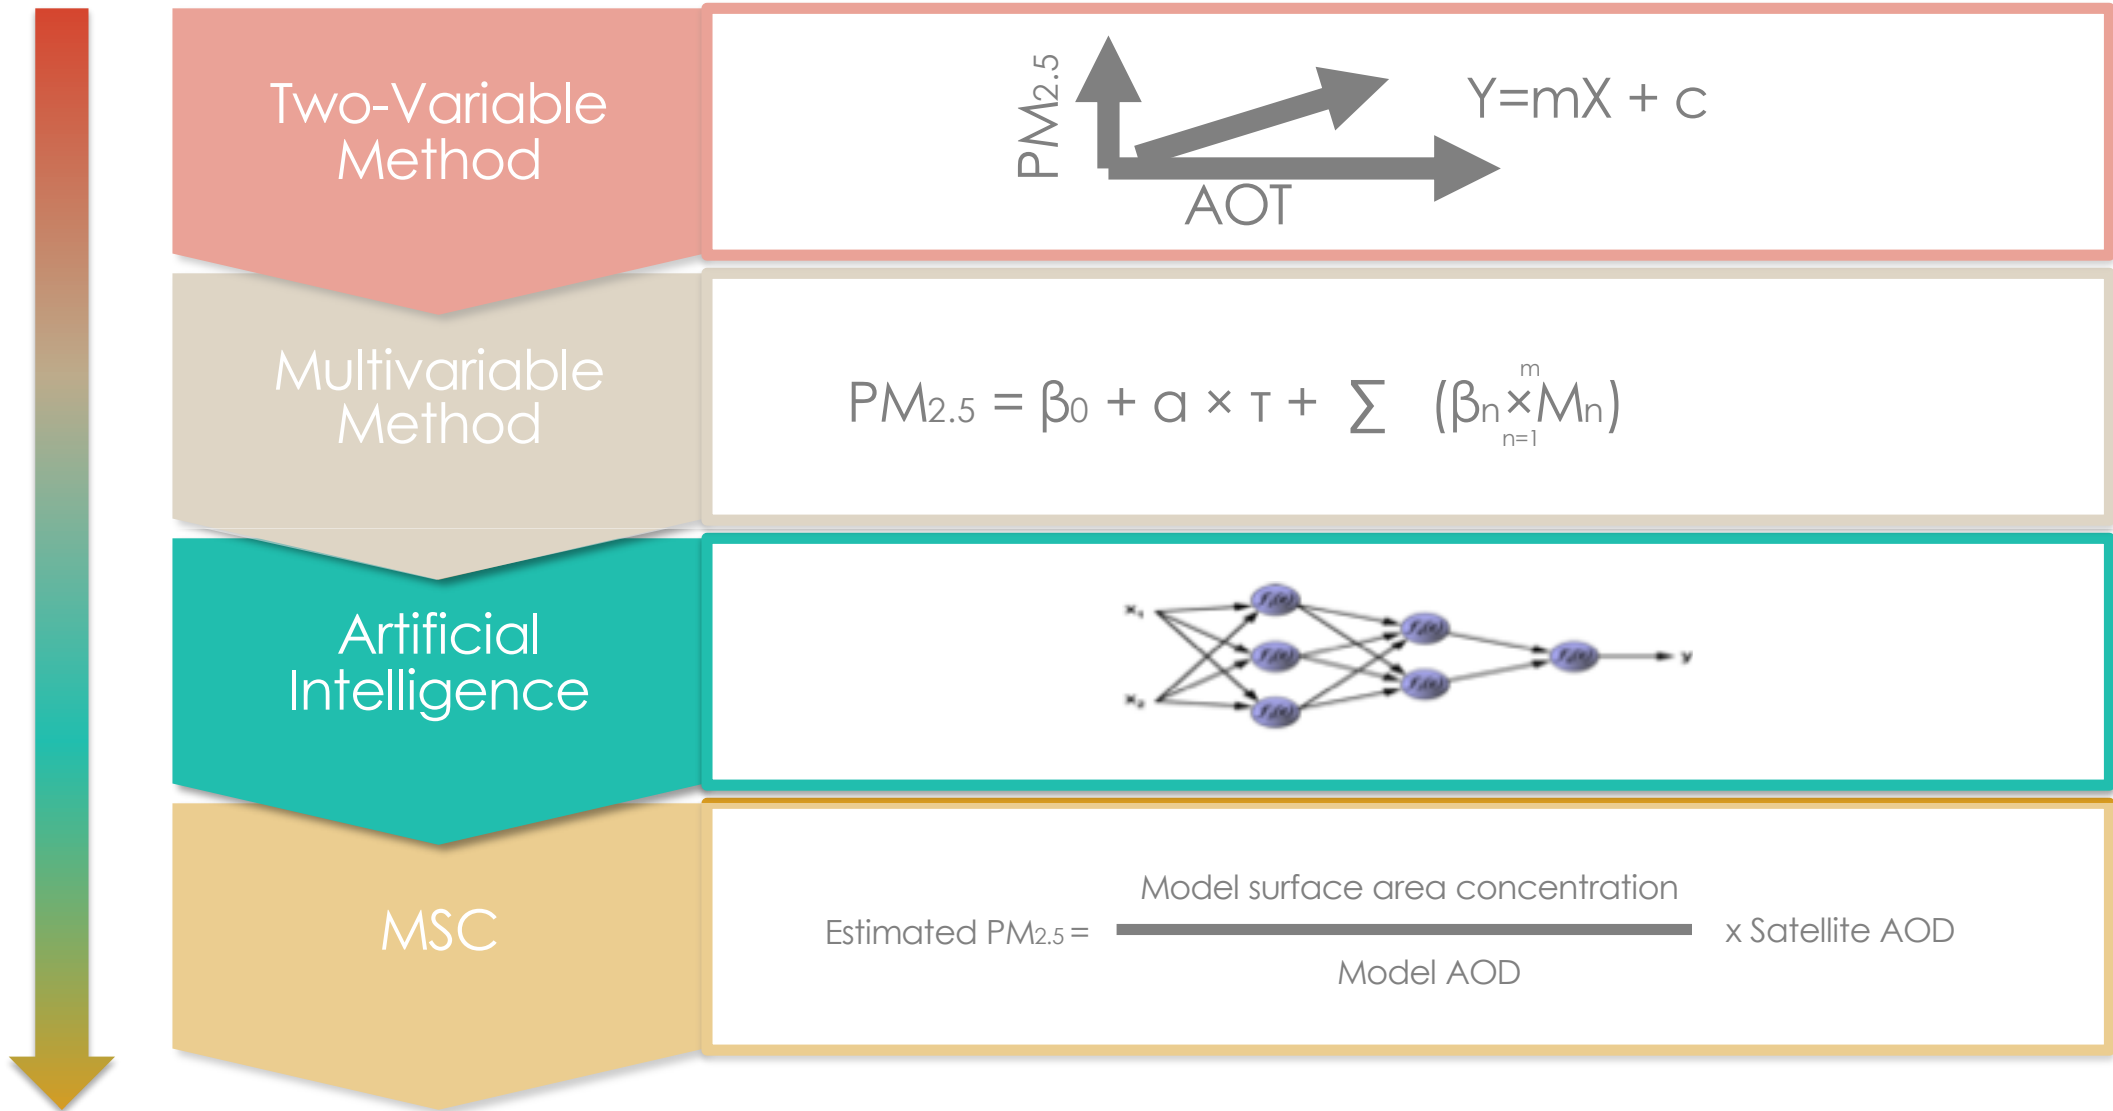 Two-Variable
Method
PM2.5
AOT
Y=mX + c
Multivariable
Method
PM2.5 = β0 + α × τ + ∑ (βn×Mn)
m
n=1
Artificial
Intelligence
x1
x2
y
MSC
Estimated PM2.5 =
Model surface area concentration
Model AOD
x Satellite AOD